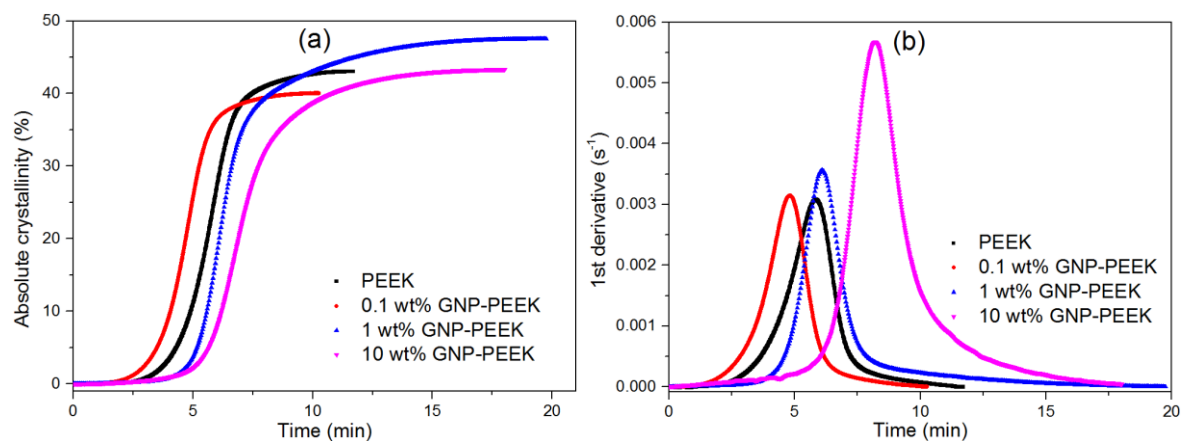 (a)
50
40
30
20
10
0
Absolute crystallinity (%)
PEEK
0.1 wt% GNP-PEEK
1 wt% GNP-PEEK
10 wt% GNP-PEEK
0 5 10 15 20
Time (min)
(b)
0.006
0.005
0.004
0.003
0.002
0.001
0.000
1st derivative (s⁻¹)
PEEK
0.1 wt% GNP-PEEK
1 wt% GNP-PEEK
10 wt% GNP-PEEK
0 5 10 15 20
Time (min)